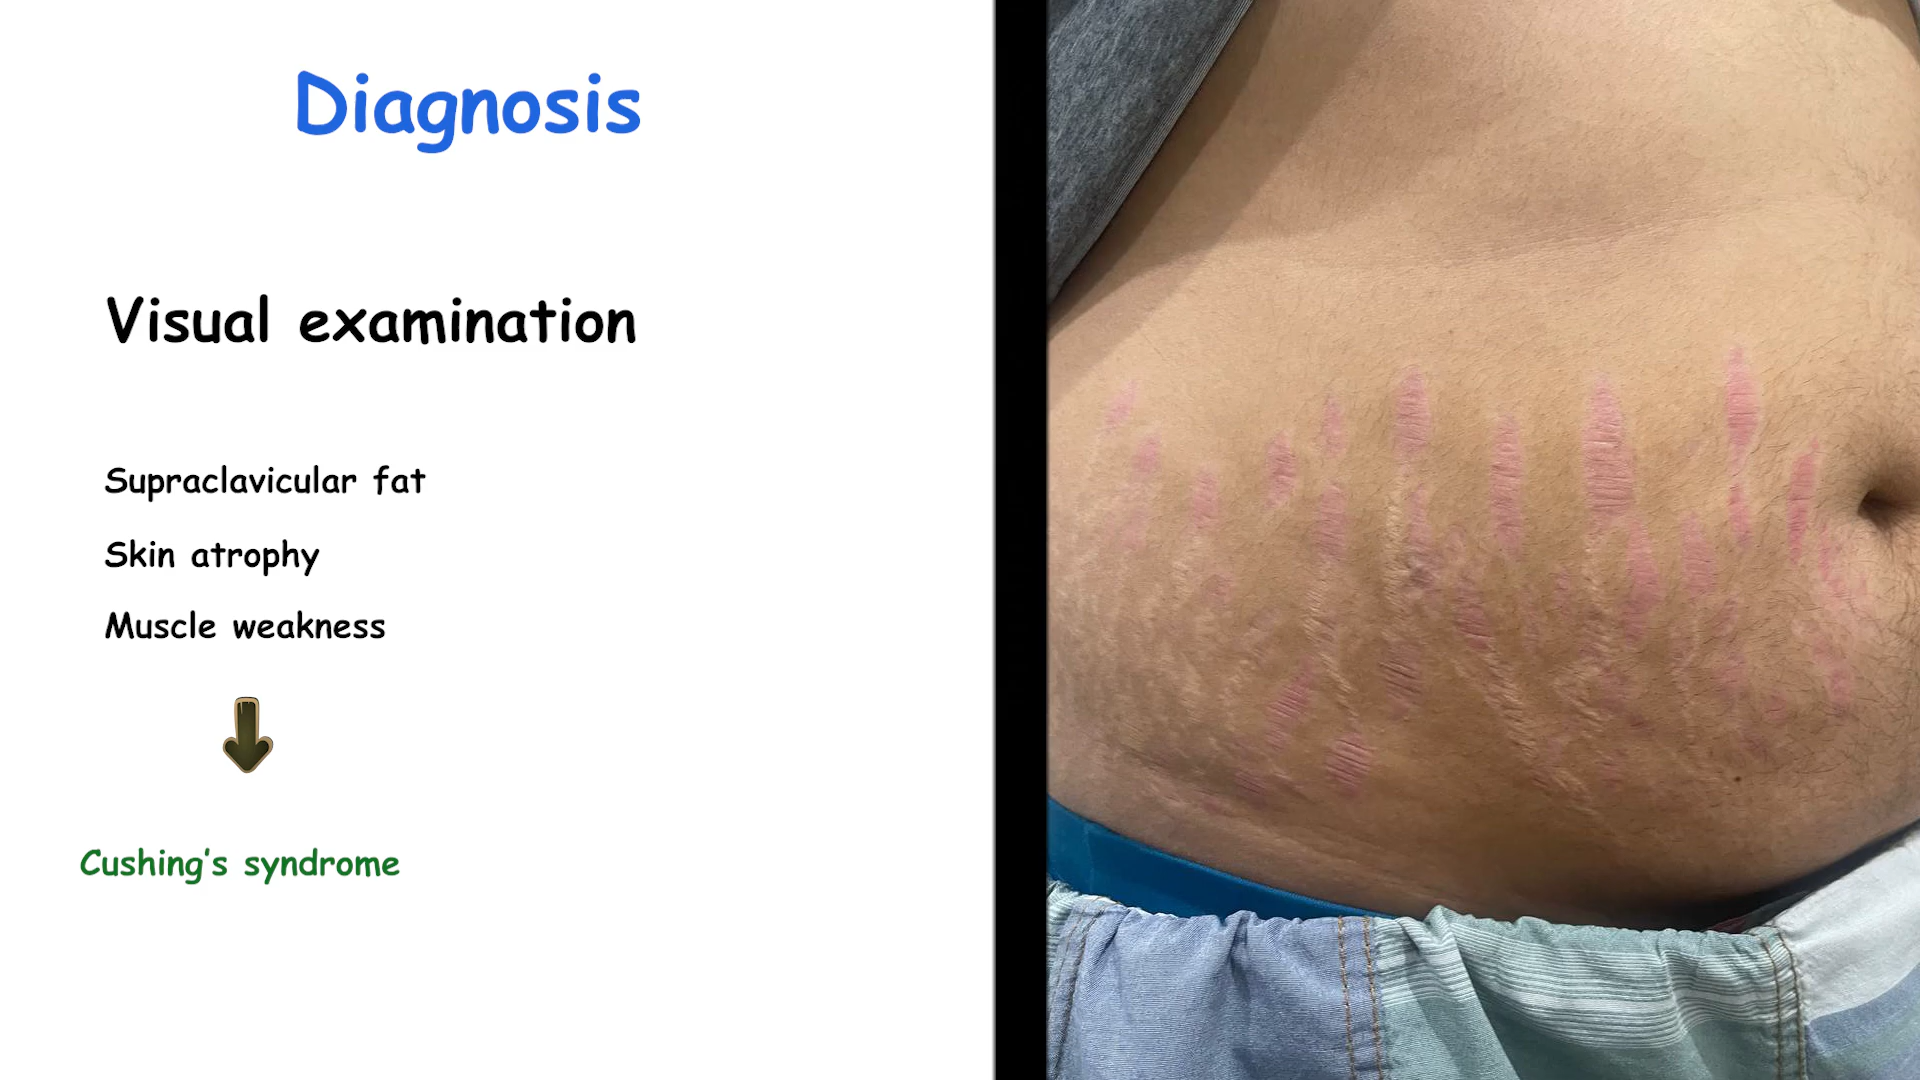 Diagnosis
Visual examination
Supraclavicular fat
Skin atrophy
Muscle weakness
Cushing's syndrome